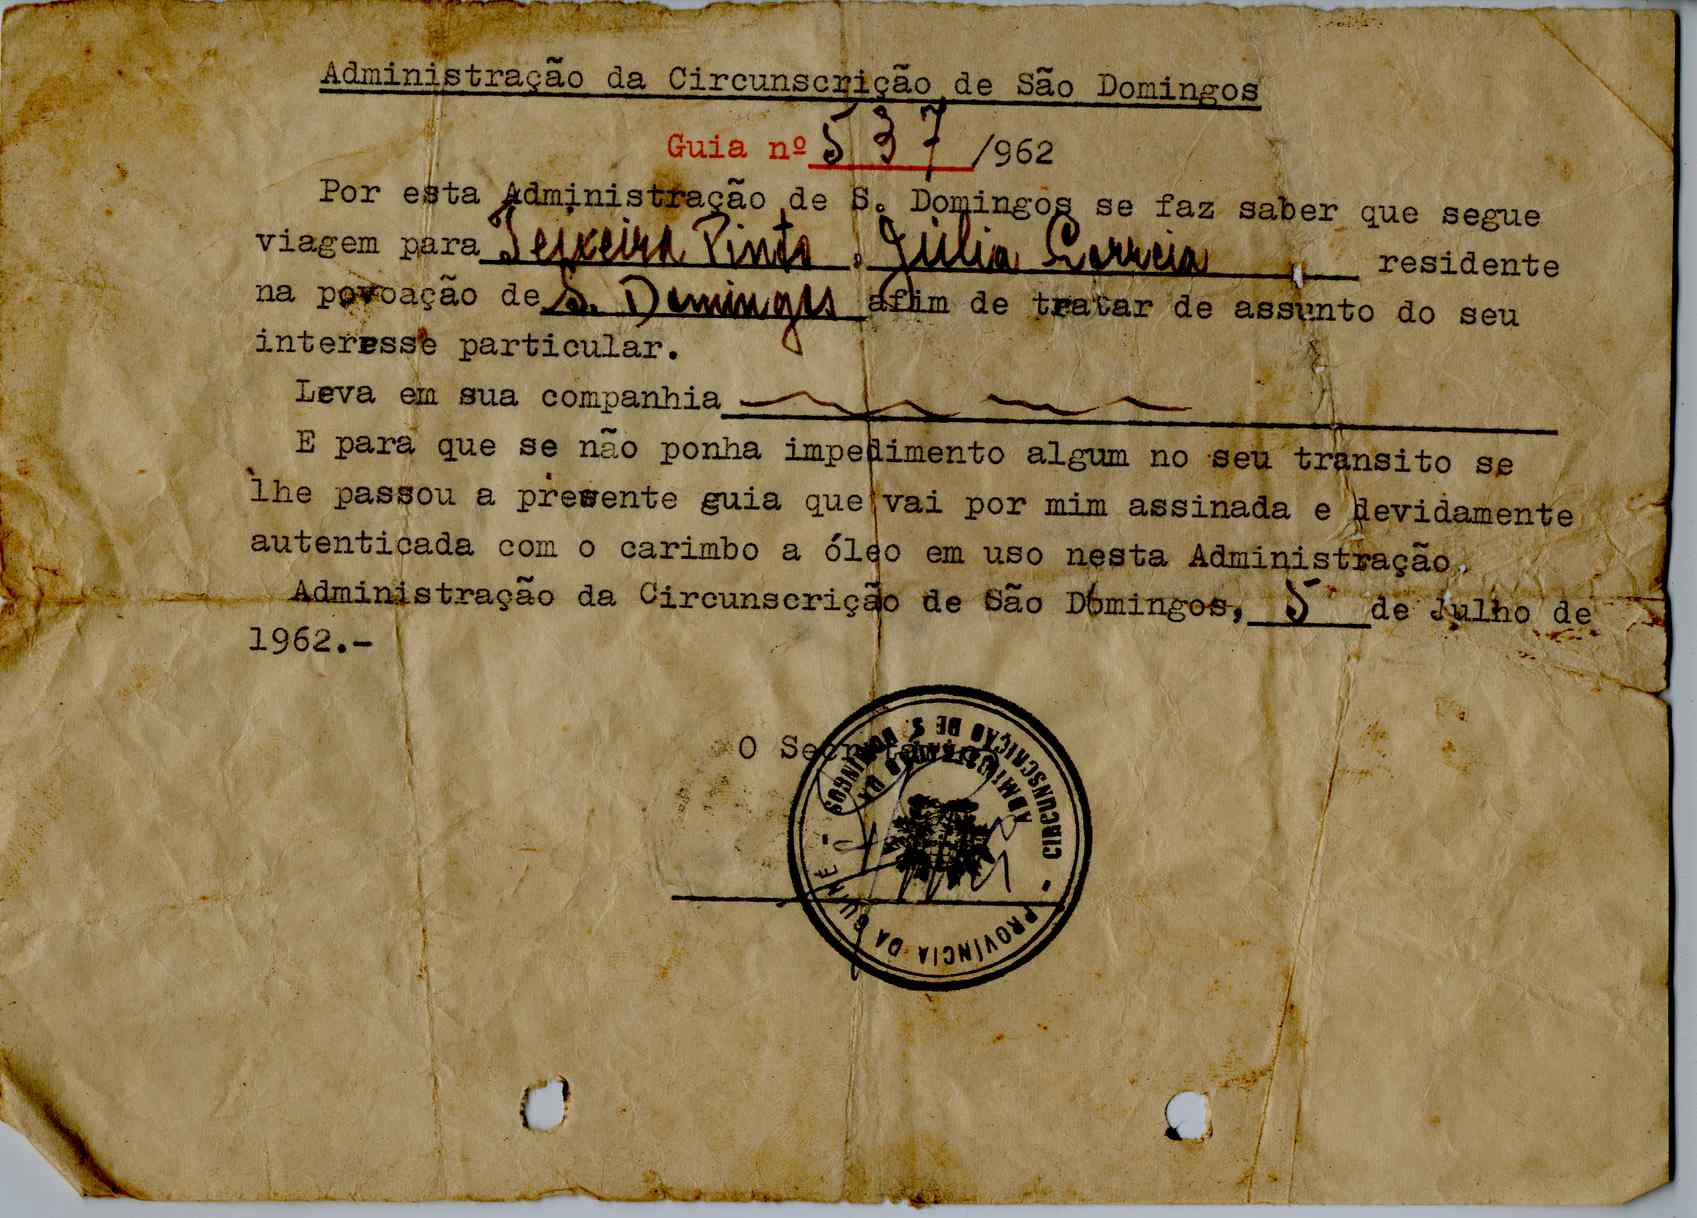 Administração da Circunscrição de São Domingos
Guia nº 537 /962
Por esta Administração de S. Domingos se faz saber que segue
viagem para Teixeira Pinto, Júlia Correia residente
na povoação de S. Domingos afim de tratar de assunto do seu
interesse particular.
Leva em sua companhia
E para que se não ponha impedimento algum no seu transito se
lhe passou a presente guia que vai por mim assinada e devidamente
autenticada com o carimbo a óleo em uso nesta Administração.
Administração da Circunscrição de São Domingos, 5 de Julho de
1962.-
O Secretário
PROVÍNCIA DA GUINÉ - CIRCUNSCRIÇÃO DE S. DOMINGOS -
ADMINISTRAÇÃO DA